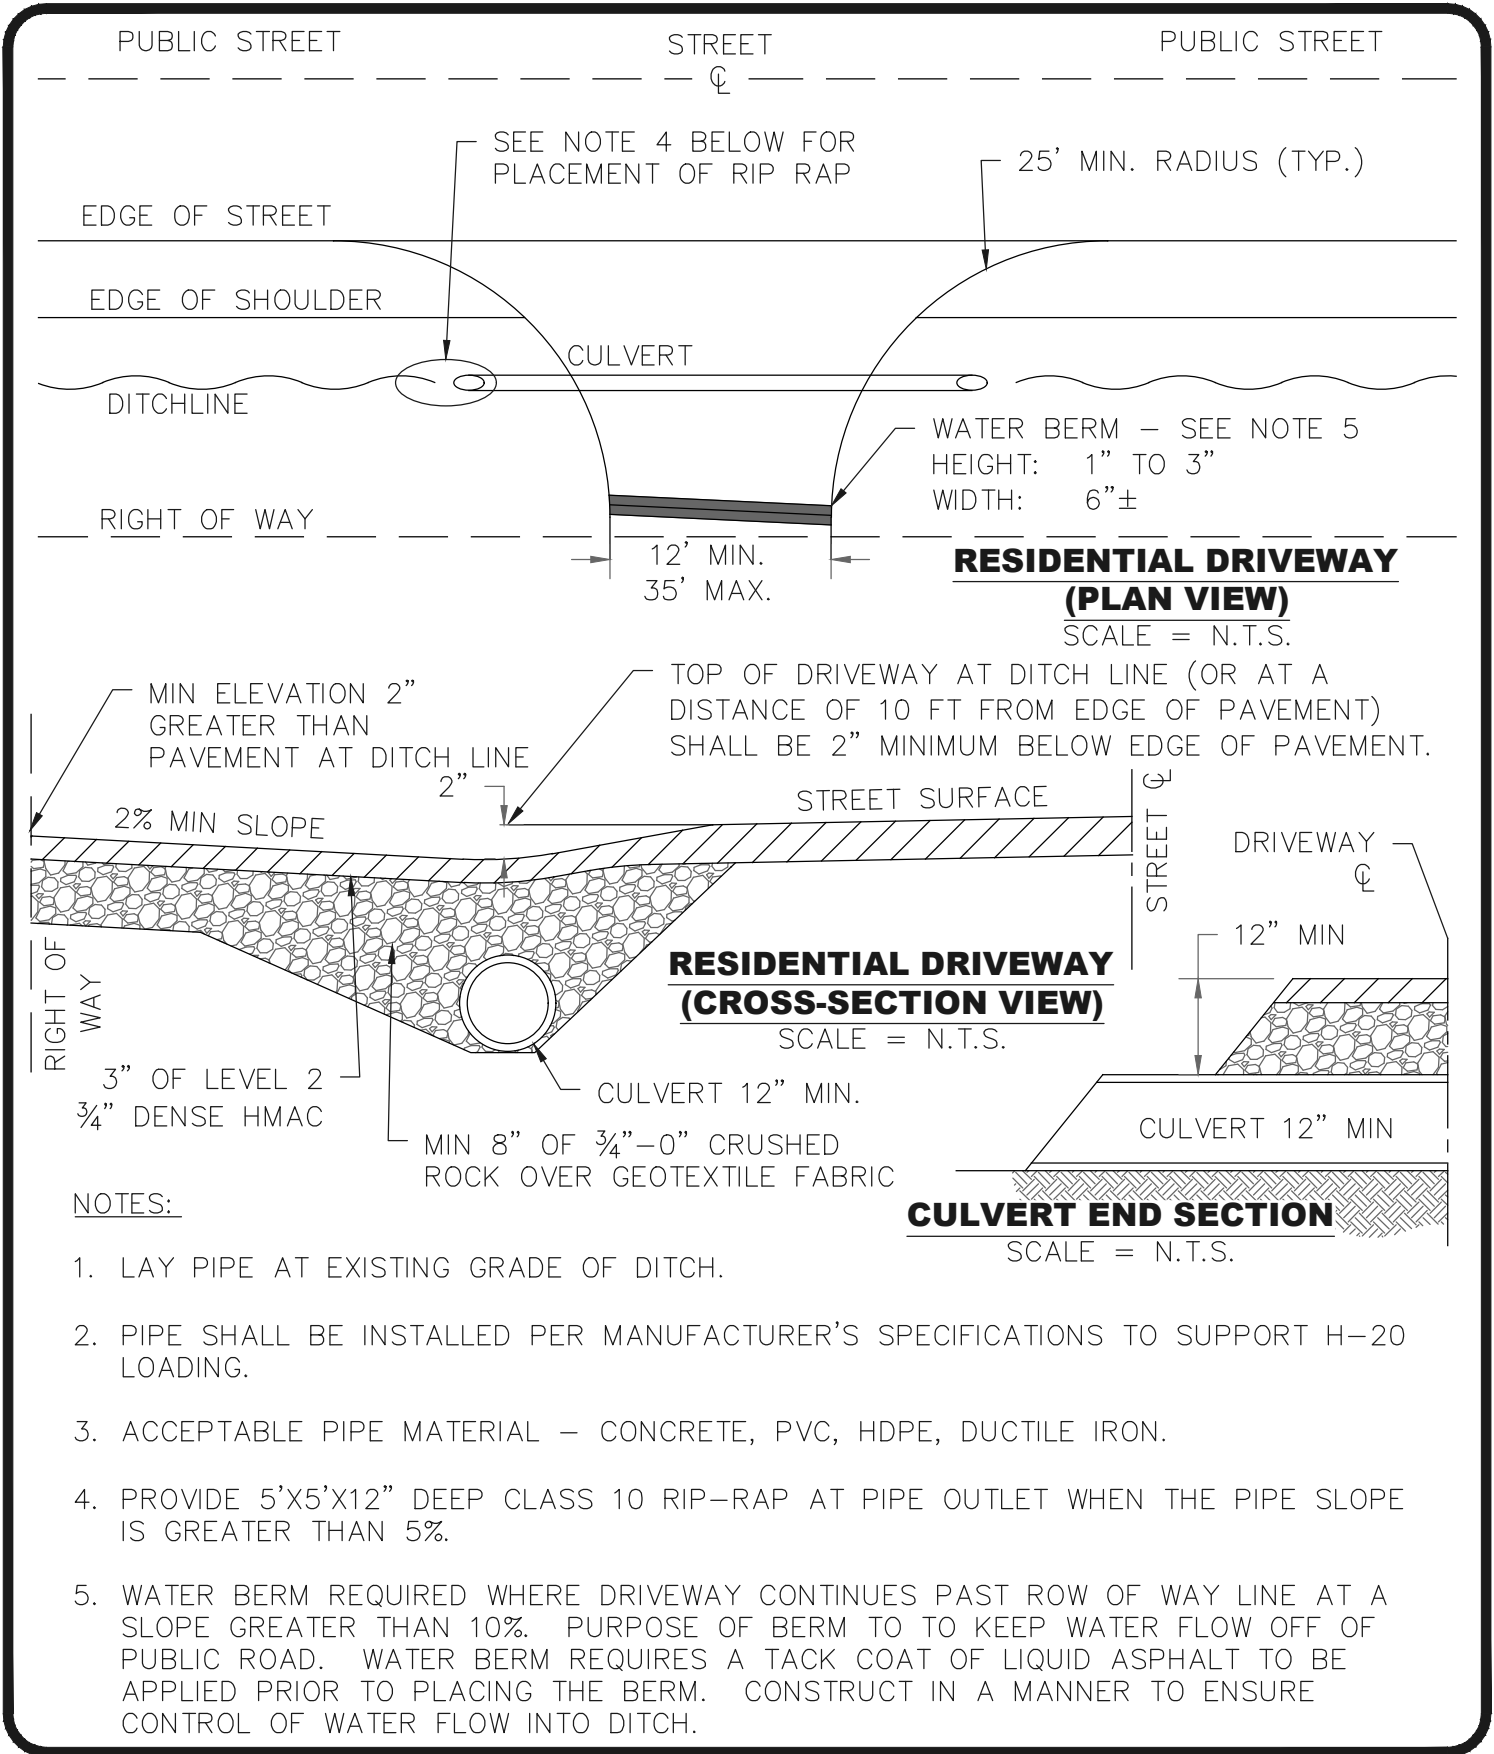 PUBLIC STREET
STREET
℄
PUBLIC STREET
SEE NOTE 4 BELOW FOR
PLACEMENT OF RIP RAP
25' MIN. RADIUS (TYP.)
EDGE OF STREET
EDGE OF SHOULDER
CULVERT
DITCHLINE
WATER BERM – SEE NOTE 5
HEIGHT: 1" TO 3"
WIDTH: 6"±
RIGHT OF WAY
12' MIN.
35' MAX.
RESIDENTIAL DRIVEWAY
(PLAN VIEW)
SCALE = N.T.S.
MIN ELEVATION 2"
GREATER THAN
PAVEMENT AT DITCH LINE
TOP OF DRIVEWAY AT DITCH LINE (OR AT A
DISTANCE OF 10 FT FROM EDGE OF PAVEMENT)
SHALL BE 2" MINIMUM BELOW EDGE OF PAVEMENT.
2"
2% MIN SLOPE
STREET SURFACE
STREET ℄
DRIVEWAY
℄
12" MIN
RIGHT OF
WAY
RESIDENTIAL DRIVEWAY
(CROSS-SECTION VIEW)
SCALE = N.T.S.
3" OF LEVEL 2
¾" DENSE HMAC
CULVERT 12" MIN.
MIN 8" OF ¾"–0" CRUSHED
ROCK OVER GEOTEXTILE FABRIC
CULVERT 12" MIN
CULVERT END SECTION
SCALE = N.T.S.
NOTES:
1. LAY PIPE AT EXISTING GRADE OF DITCH.
2. PIPE SHALL BE INSTALLED PER MANUFACTURER'S SPECIFICATIONS TO SUPPORT H–20
LOADING.
3. ACCEPTABLE PIPE MATERIAL – CONCRETE, PVC, HDPE, DUCTILE IRON.
4. PROVIDE 5'X5'X12" DEEP CLASS 10 RIP–RAP AT PIPE OUTLET WHEN THE PIPE SLOPE
IS GREATER THAN 5%.
5. WATER BERM REQUIRED WHERE DRIVEWAY CONTINUES PAST ROW OF WAY LINE AT A
SLOPE GREATER THAN 10%. PURPOSE OF BERM TO TO KEEP WATER FLOW OFF OF
PUBLIC ROAD. WATER BERM REQUIRES A TACK COAT OF LIQUID ASPHALT TO BE
APPLIED PRIOR TO PLACING THE BERM. CONSTRUCT IN A MANNER TO ENSURE
CONTROL OF WATER FLOW INTO DITCH.